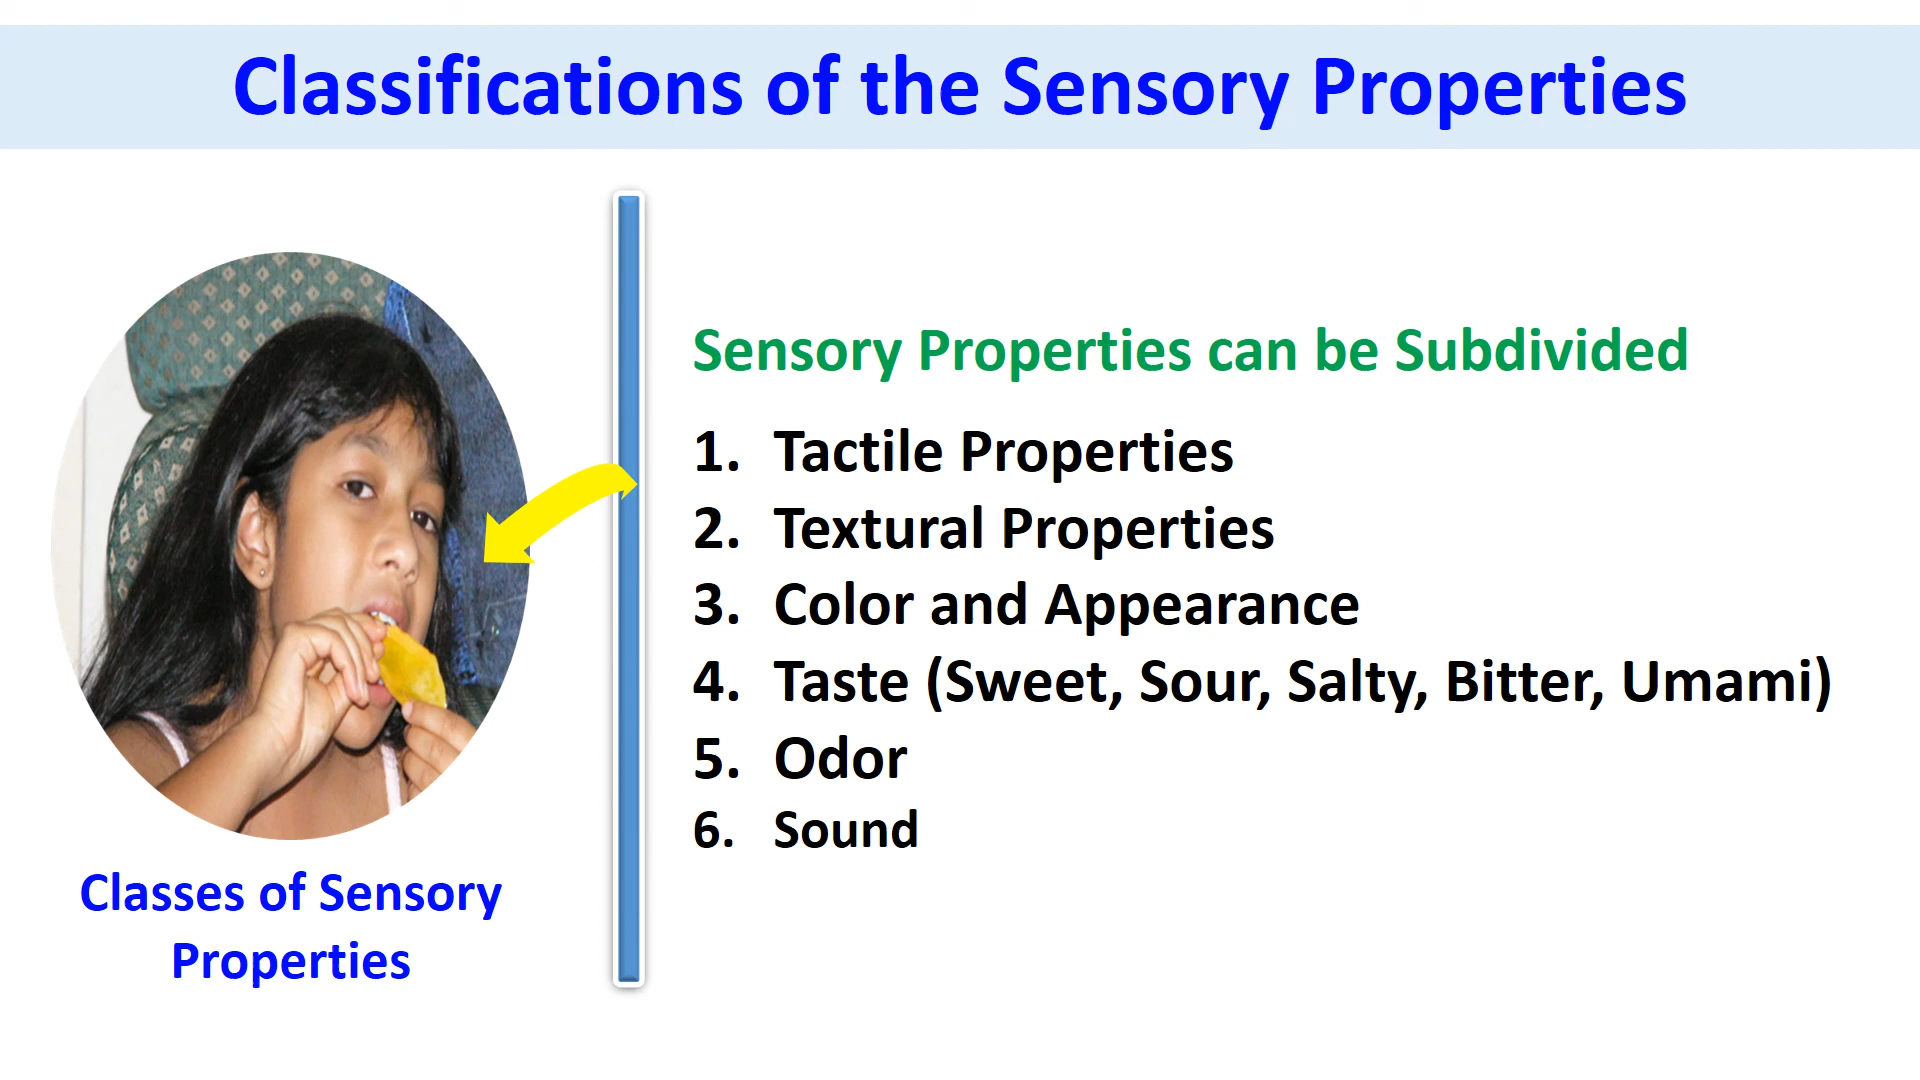 Classifications of the Sensory Properties
Sensory Properties can be Subdivided
1. Tactile Properties
2. Textural Properties
3. Color and Appearance
4. Taste (Sweet, Sour, Salty, Bitter, Umami)
5. Odor
6. Sound
Classes of Sensory
Properties